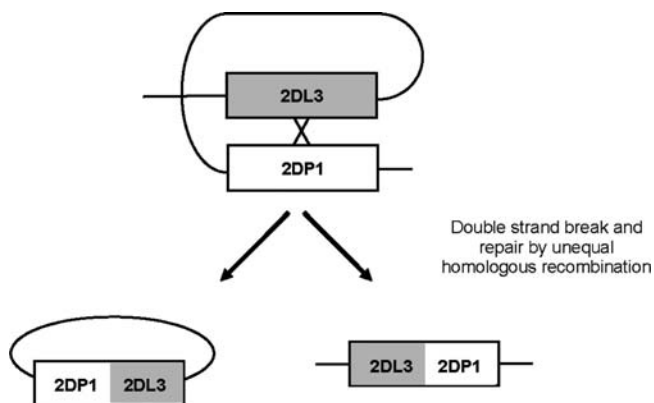 2DL3
2DP1
Double strand break and
repair by unequal
homologous recombination
2DP1 2DL3
2DL3 2DP1